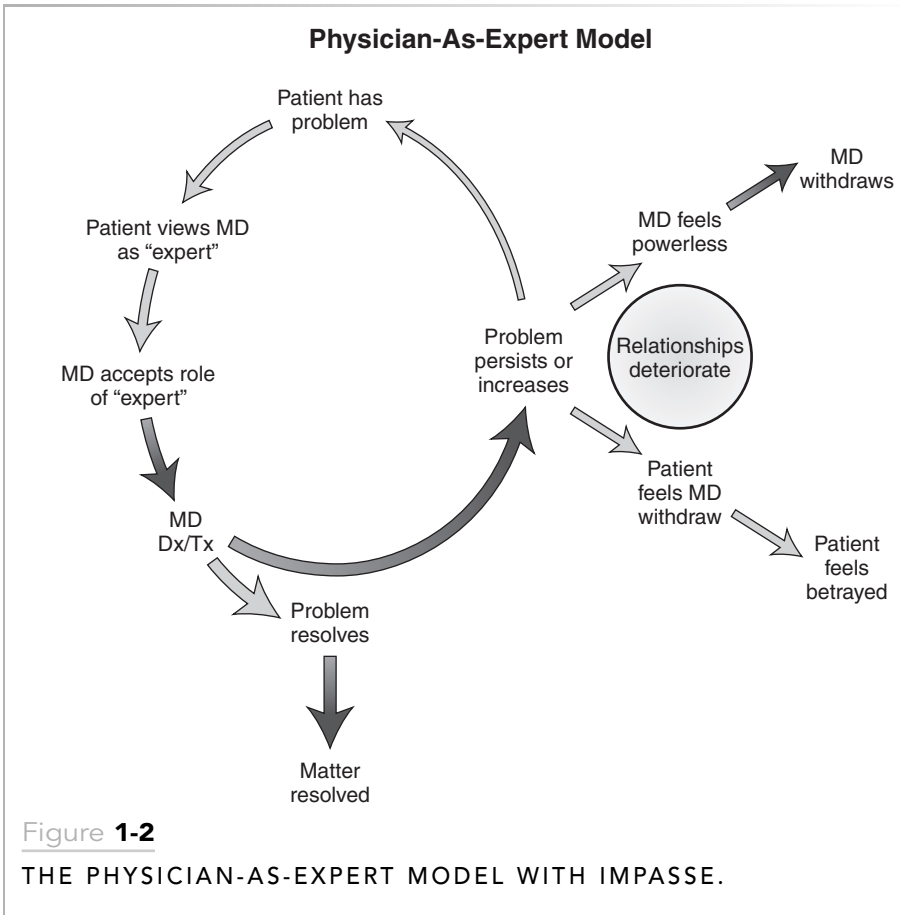 Physician-As-Expert Model
Patient has
problem
Patient views MD
as “expert”
MD accepts role
of “expert”
MD
Dx/Tx
Problem
resolves
Matter
resolved
Problem
persists or
increases
MD feels
powerless
MD
withdraws
Relationships
deteriorate
Patient
feels MD
withdraw
Patient
feels
betrayed
Figure 1-2
THE PHYSICIAN-AS-EXPERT MODEL WITH IMPASSE.